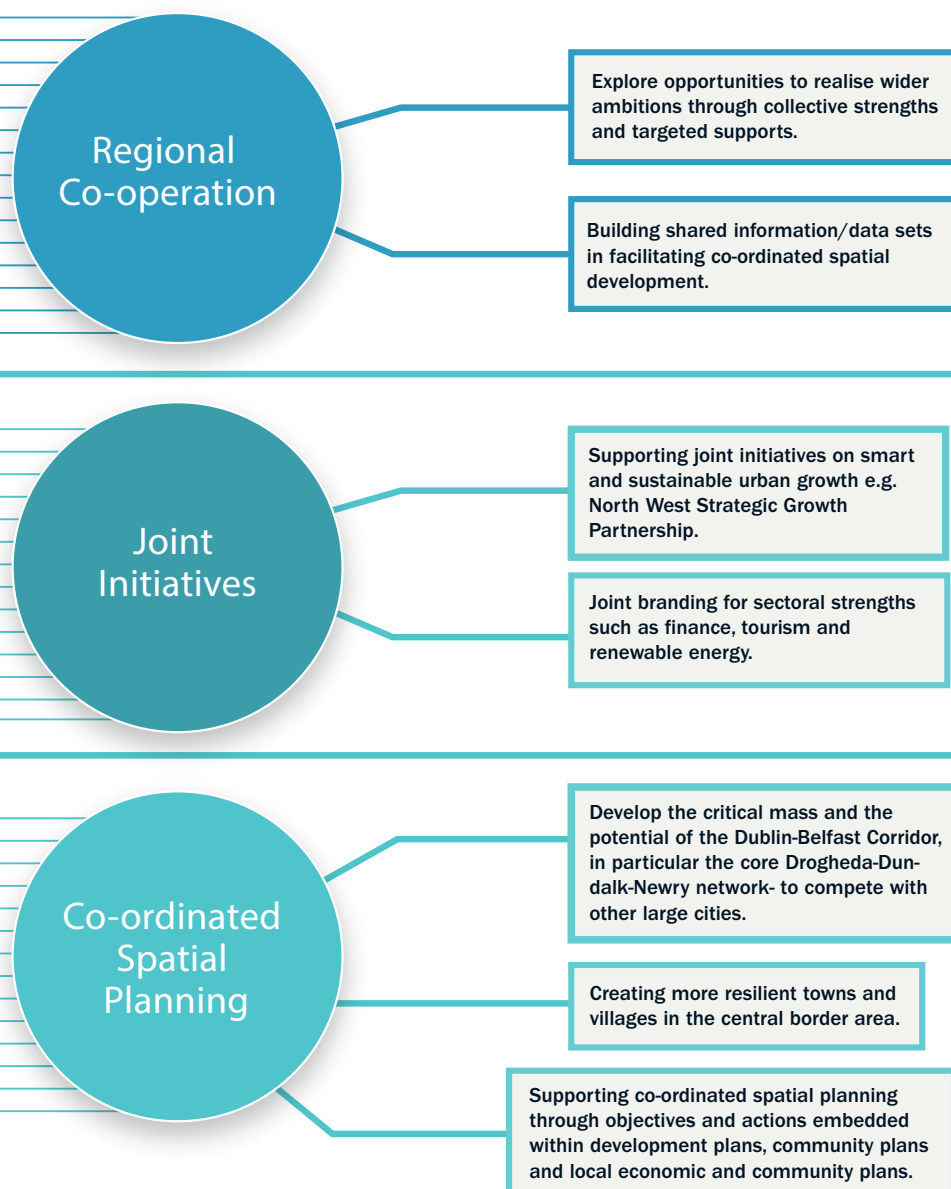 Regional
Co-operation
Explore opportunities to realise wider
ambitions through collective strengths
and targeted supports.
Building shared information/data sets
in facilitating co-ordinated spatial
development.
Joint
Initiatives
Supporting joint initiatives on smart
and sustainable urban growth e.g.
North West Strategic Growth
Partnership.
Joint branding for sectoral strengths
such as finance, tourism and
renewable energy.
Co-ordinated
Spatial
Planning
Develop the critical mass and the
potential of the Dublin-Belfast Corridor,
in particular the core Drogheda-Dun-
dalk-Newry network- to compete with
other large cities.
Creating more resilient towns and
villages in the central border area.
Supporting co-ordinated spatial planning
through objectives and actions embedded
within development plans, community plans
and local economic and community plans.